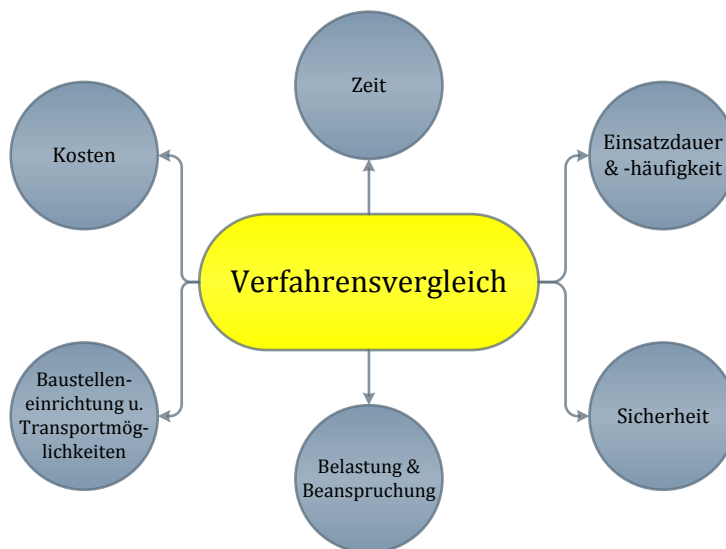 Zeit
Kosten
Einsatzdauer
& -häufigkeit
Verfahrensvergleich
Baustellen-
einrichtung u.
Transportmög-
lichkeiten
Belastung &
Beanspruchung
Sicherheit